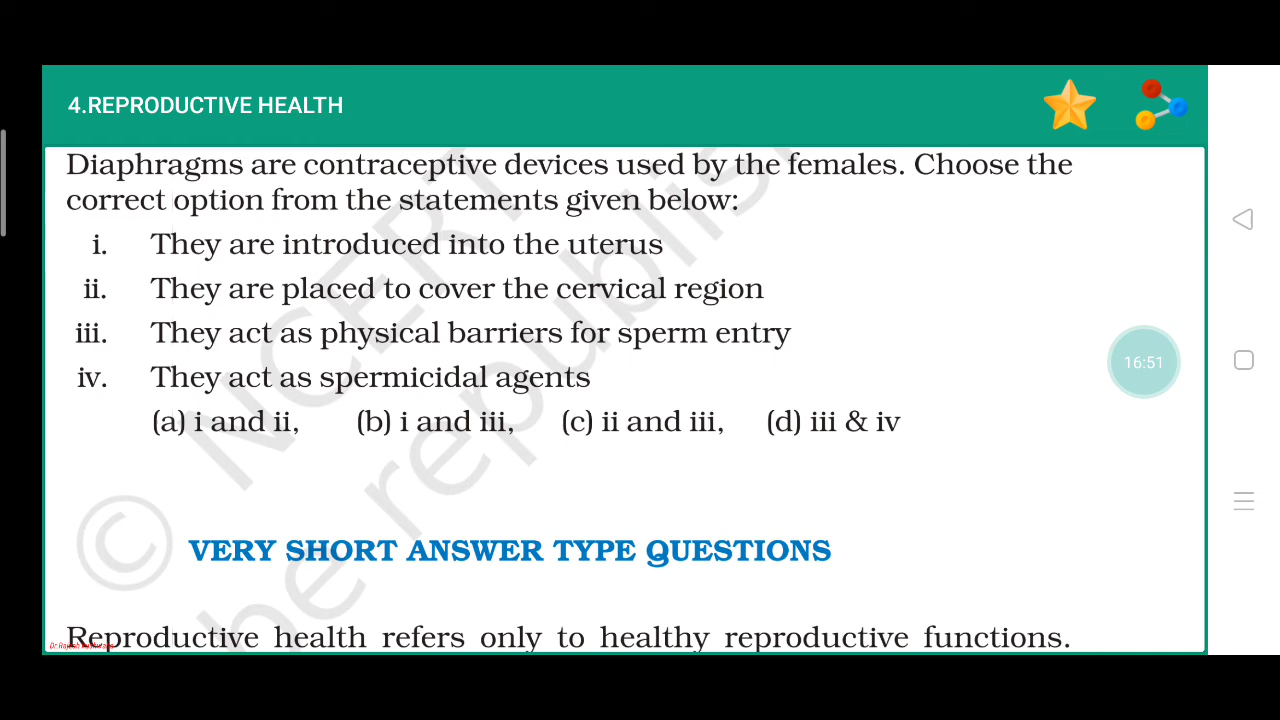 4.REPRODUCTIVE HEALTH
Diaphragms are contraceptive devices used by the females. Choose the
correct option from the statements given below:
i. They are introduced into the uterus
ii. They are placed to cover the cervical region
iii. They act as physical barriers for sperm entry
16:51
iv. They act as spermicidal agents
(a) i and ii, (b) i and iii, (c) ii and iii, (d) iii & iv
© NCERT
be republis
VERY SHORT ANSWER TYPE QUESTIONS
Reproductive health refers only to healthy reproductive functions.